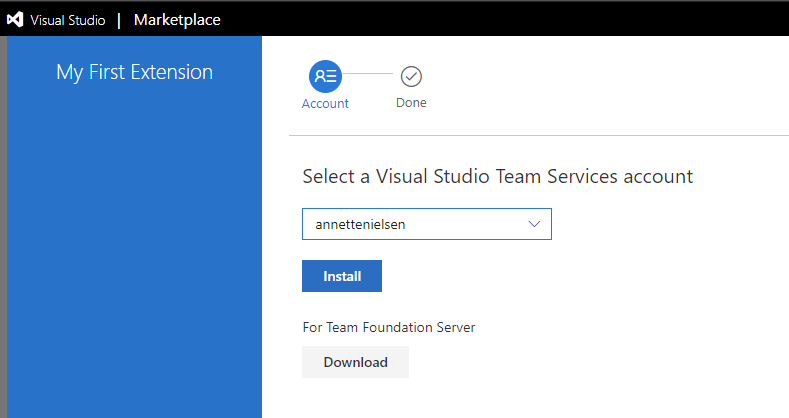 Visual Studio | Marketplace
My First Extension
Account
Done
Select a Visual Studio Team Services account
annettenielsen
Install
For Team Foundation Server
Download